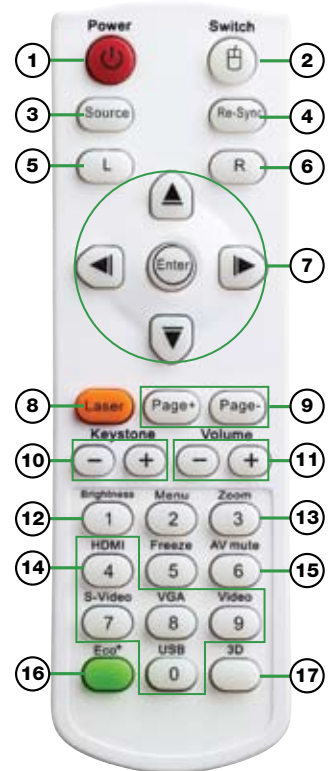 Power Switch
1 2
3 Source Re-Sync 4
5 L R 6
Enter 7
8 Laser Page+ Page- 9
Keystone Volume
10 − + − + 11
Brightness Menu Zoom
12 1 2 3 13
HDMI Freeze AV mute
14 4 5 6 15
S-Video VGA Video
7 8 9
Eco+ USB 3D
16 0 17